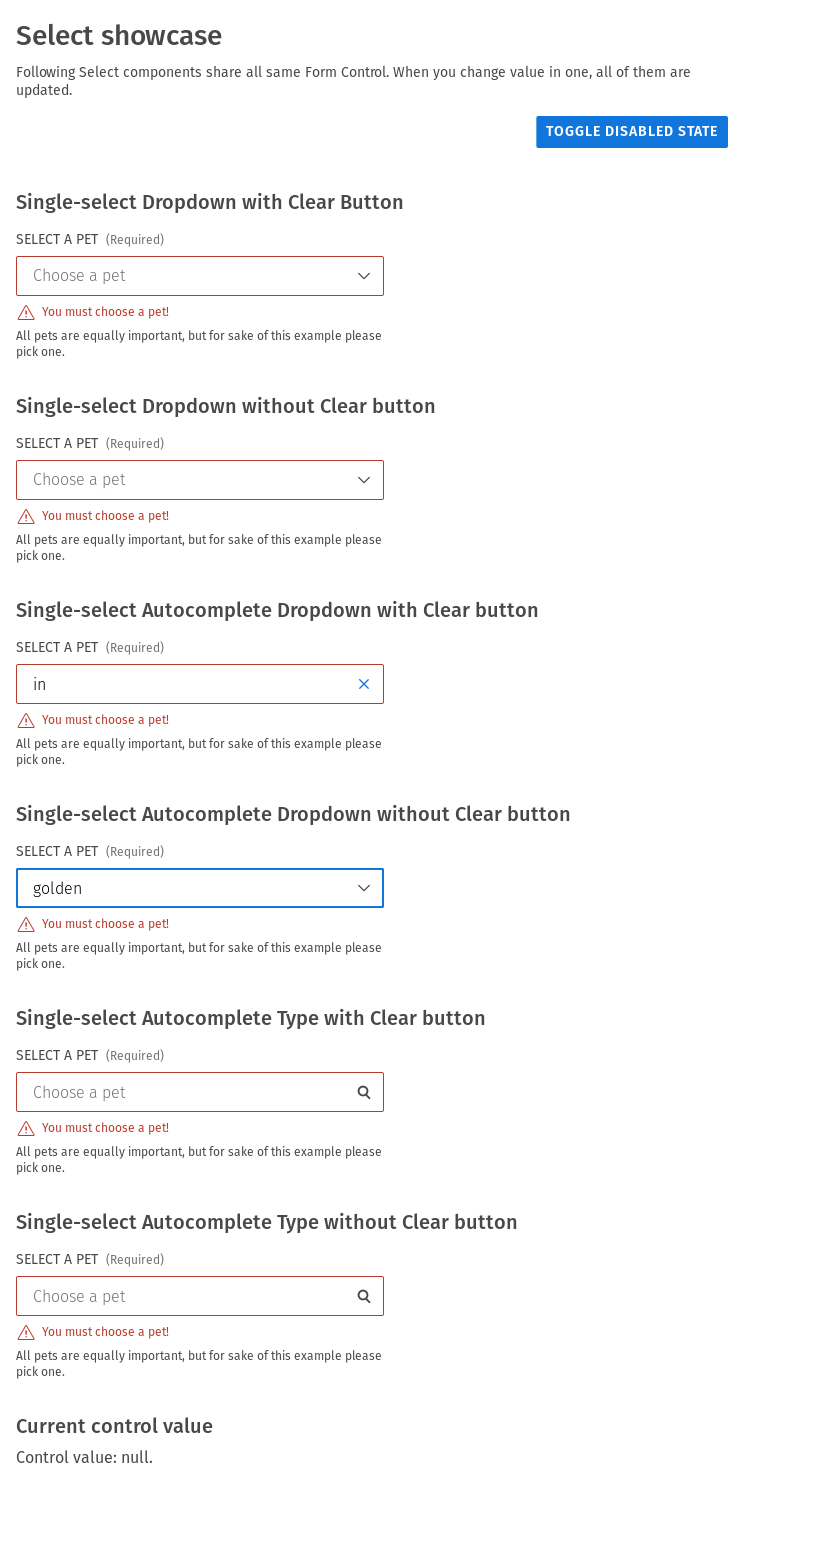 Select showcase
Following Select components share all same Form Control. When you change value in one, all of them are
updated.
TOGGLE DISABLED STATE
Single-select Dropdown with Clear Button
SELECT A PET (Required)
Choose a pet
You must choose a pet!
All pets are equally important, but for sake of this example please
pick one.
Single-select Dropdown without Clear button
SELECT A PET (Required)
Choose a pet
You must choose a pet!
All pets are equally important, but for sake of this example please
pick one.
Single-select Autocomplete Dropdown with Clear button
SELECT A PET (Required)
in
You must choose a pet!
All pets are equally important, but for sake of this example please
pick one.
Single-select Autocomplete Dropdown without Clear button
SELECT A PET (Required)
golden
You must choose a pet!
All pets are equally important, but for sake of this example please
pick one.
Single-select Autocomplete Type with Clear button
SELECT A PET (Required)
Choose a pet
You must choose a pet!
All pets are equally important, but for sake of this example please
pick one.
Single-select Autocomplete Type without Clear button
SELECT A PET (Required)
Choose a pet
You must choose a pet!
All pets are equally important, but for sake of this example please
pick one.
Current control value
Control value: null.